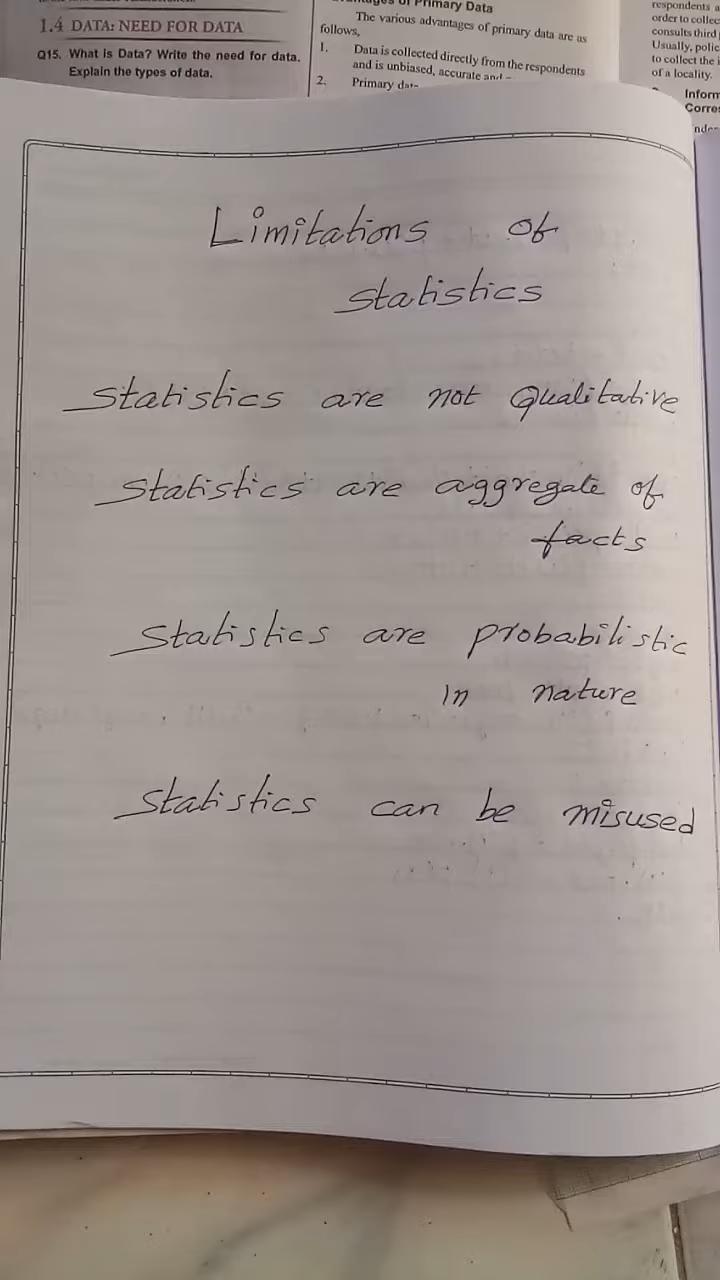 1.4 DATA: NEED FOR DATA
Q15. What is Data? Write the need for data.
Explain the types of data.
of Primary Data
The various advantages of primary data are as
follows,
1. Data is collected directly from the respondents
and is unbiased, accurate
2. Primary
respondents
order to
consults third
Usually,
to collect the
of a locality.
Limitations of
Statistics
Statistics are not Qualitative
Statistics are aggregate of
facts
Statistics are probabilistic
in nature
Statistics can be misused